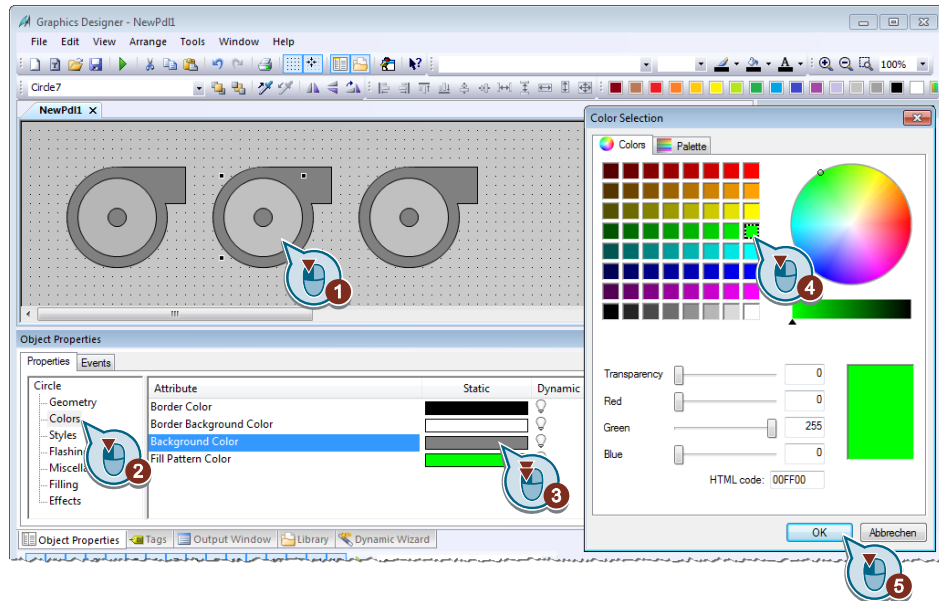 Graphics Designer - NewPdl1
File Edit View Arrange Tools Window Help
100%
Circle7
NewPdl1 X
1
Object Properties
Properties Events
Circle
Geometry
Colors
Styles
Flashing
Filling
Effects
2
Attribute Static Dynamic
Border Color
Border Background Color
Background Color
Fill Pattern Color
3
Object Properties Tags Output Window Library Dynamic Wizard
Color Selection
Colors Palette
4
Transparency 0
Red 0
Green 255
Blue 0
HTML code: 00FF00
OK Abbrechen
5